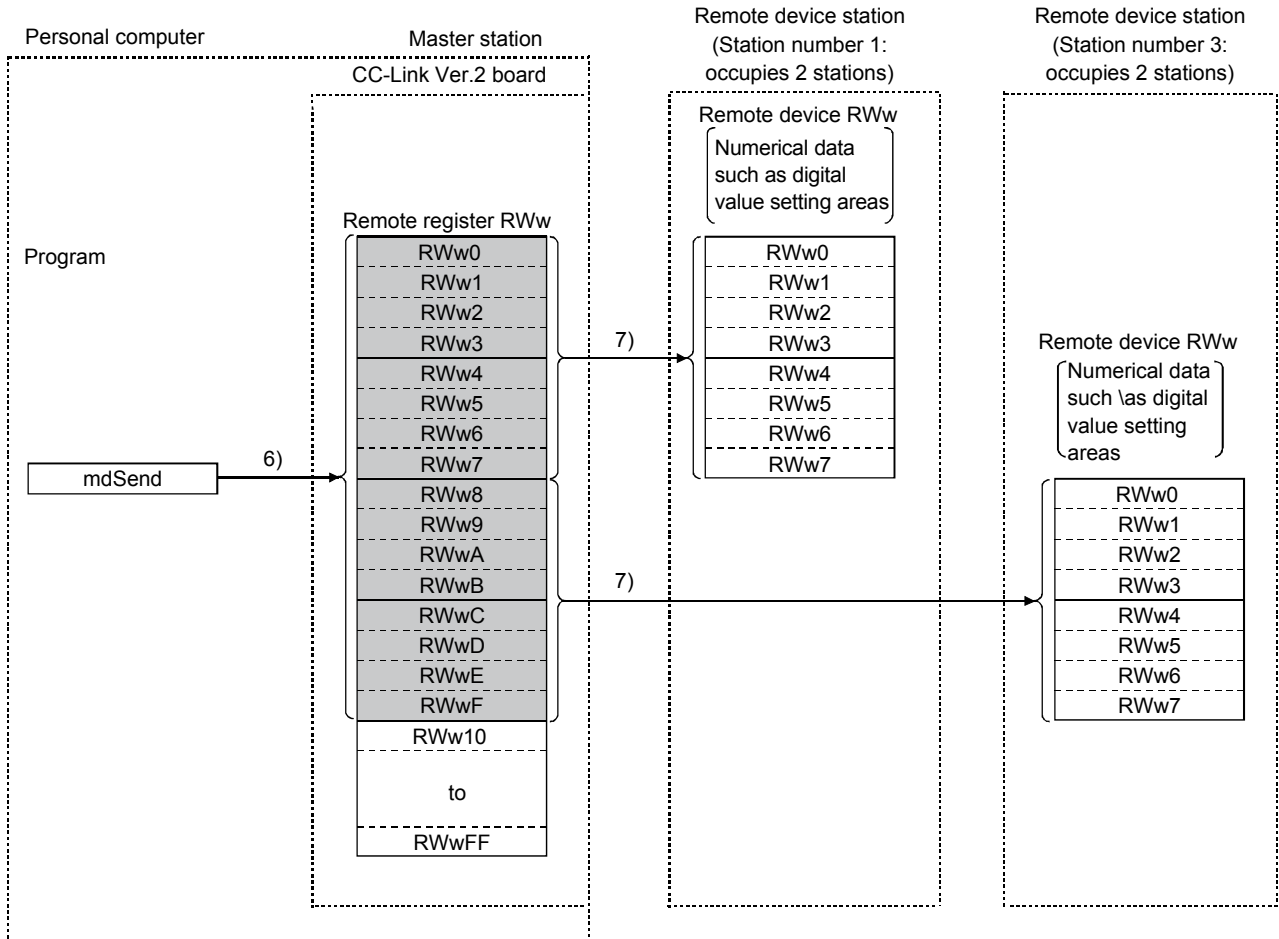 Personal computer
Master station
CC-Link Ver.2 board
Program
mdSend
6)
Remote register RWw
RWw0
RWw1
RWw2
RWw3
RWw4
RWw5
RWw6
RWw7
RWw8
RWw9
RWwA
RWwB
RWwC
RWwD
RWwE
RWwF
RWw10
to
RWwFF
7)
7)
Remote device station
(Station number 1:
occupies 2 stations)
Remote device RWw
Numerical data
such as digital
value setting areas
RWw0
RWw1
RWw2
RWw3
RWw4
RWw5
RWw6
RWw7
Remote device station
(Station number 3:
occupies 2 stations)
Remote device RWw
Numerical data
such \as digital
value setting
areas
RWw0
RWw1
RWw2
RWw3
RWw4
RWw5
RWw6
RWw7